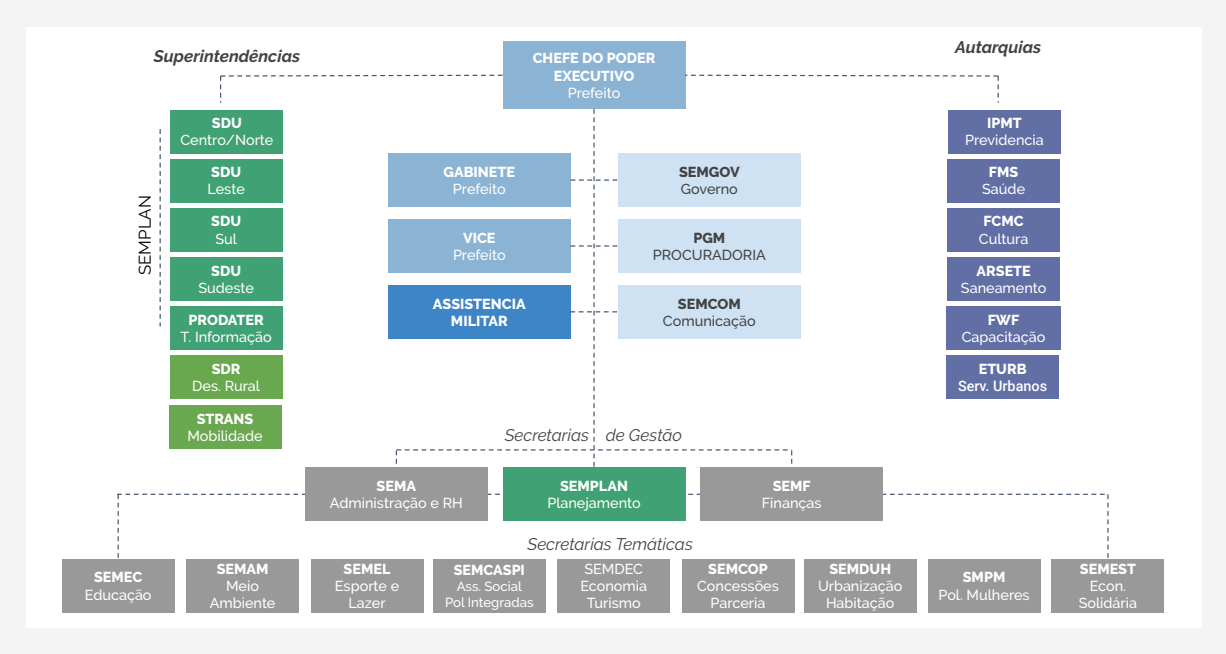 Superintendências
CHEFE DO PODER
EXECUTIVO
Prefeito
Autarquias
SEMPLAN
SDU
Centro/Norte
SDU
Leste
SDU
Sul
SDU
Sudeste
PRODATER
T. Informação
SDR
Des. Rural
STRANS
Mobilidade
GABINETE
Prefeito
VICE
Prefeito
ASSISTENCIA
MILITAR
SEMGOV
Governo
PGM
PROCURADORIA
SEMCOM
Comunicação
IPMT
Previdencia
FMS
Saúde
FCMC
Cultura
ARSETE
Saneamento
FWF
Capacitação
ETURB
Serv. Urbanos
Secretarias de Gestão
SEMA
Administração e RH
SEMPLAN
Planejamento
SEMF
Finanças
Secretarias Temáticas
SEMEC
Educação
SEMAM
Meio
Ambiente
SEMEL
Esporte e
Lazer
SEMCASPI
Ass. Social
Pol Integradas
SEMDEC
Economia
Turismo
SEMCOP
Concessões
Parceria
SEMDUH
Urbanização
Habitação
SMPM
Pol. Mulheres
SEMEST
Econ.
Solidária